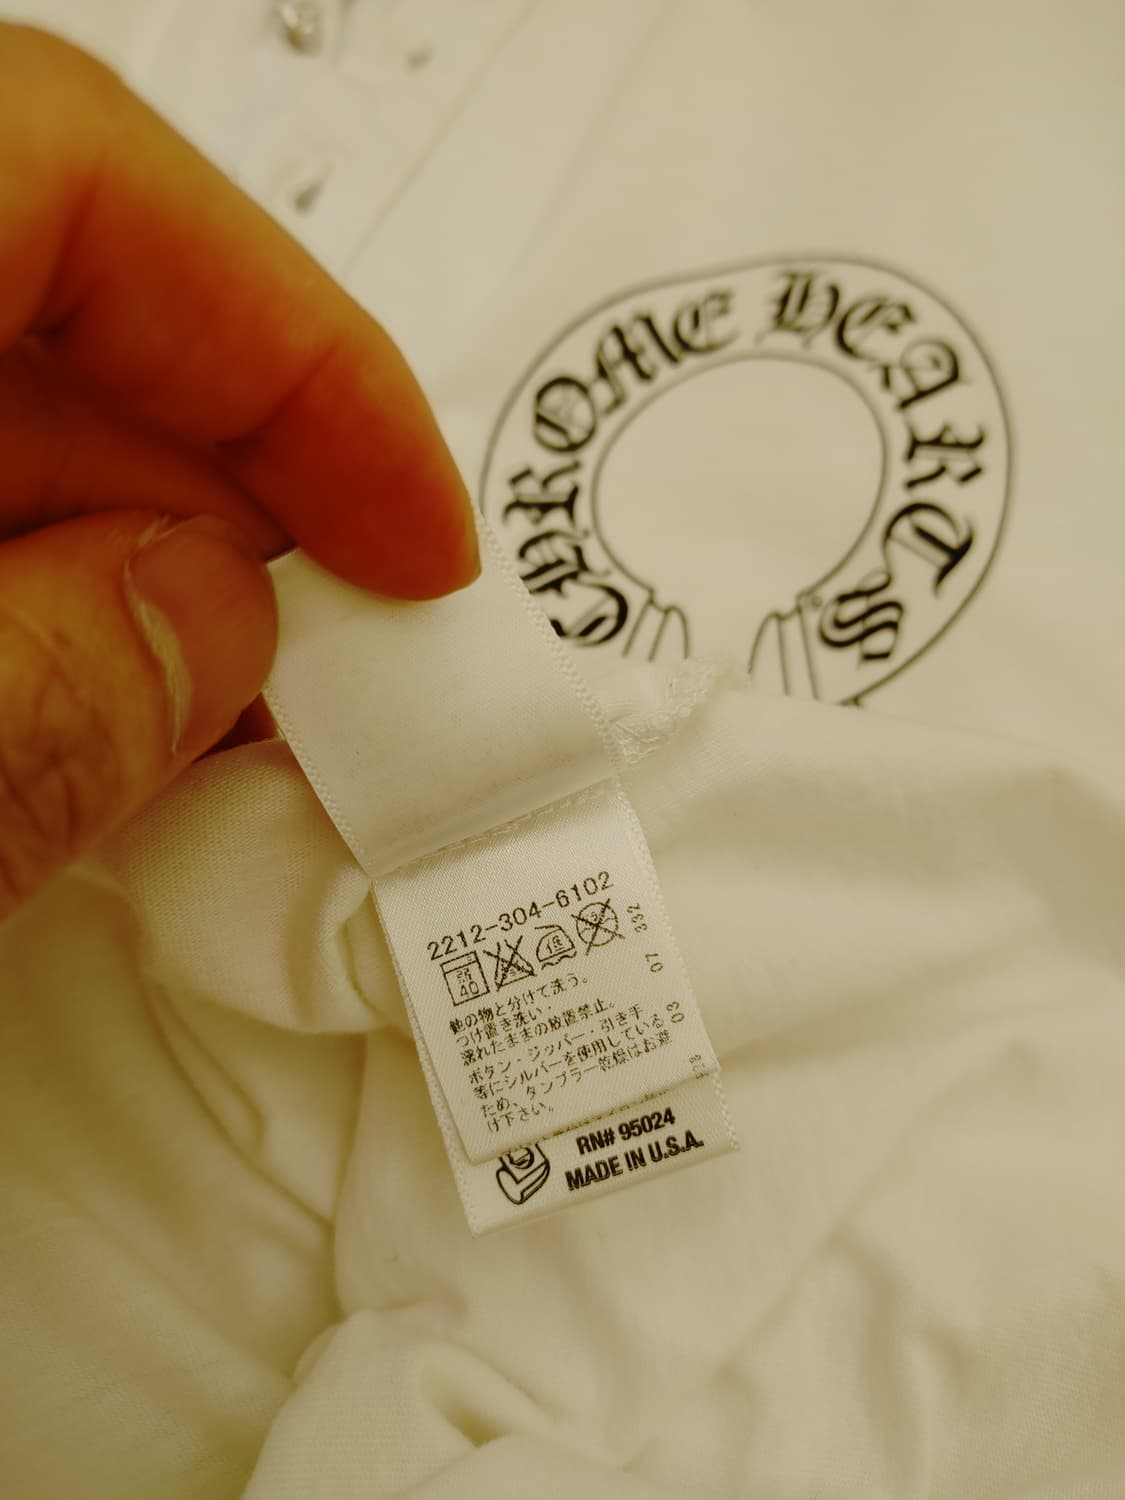 CHROME HEARTS
2212-304-6102
40
他の物と分けて洗う。
つけ置き洗い・
濡れたままの放置禁止。
ボタン・ジッパー・引き手
等にシルバーを使用している
ため、タンブラー乾燥はお避
け下さい。
332
07
03
RN# 95024
MADE IN U.S.A.